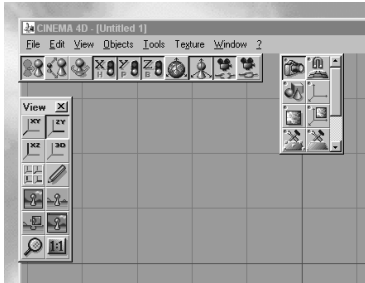 CINEMA 4D - [Untitled 1]
File Edit View Objects Tools Texture Window ?
X H Y P Z B
View
XY ZY
XZ 3D
1:1